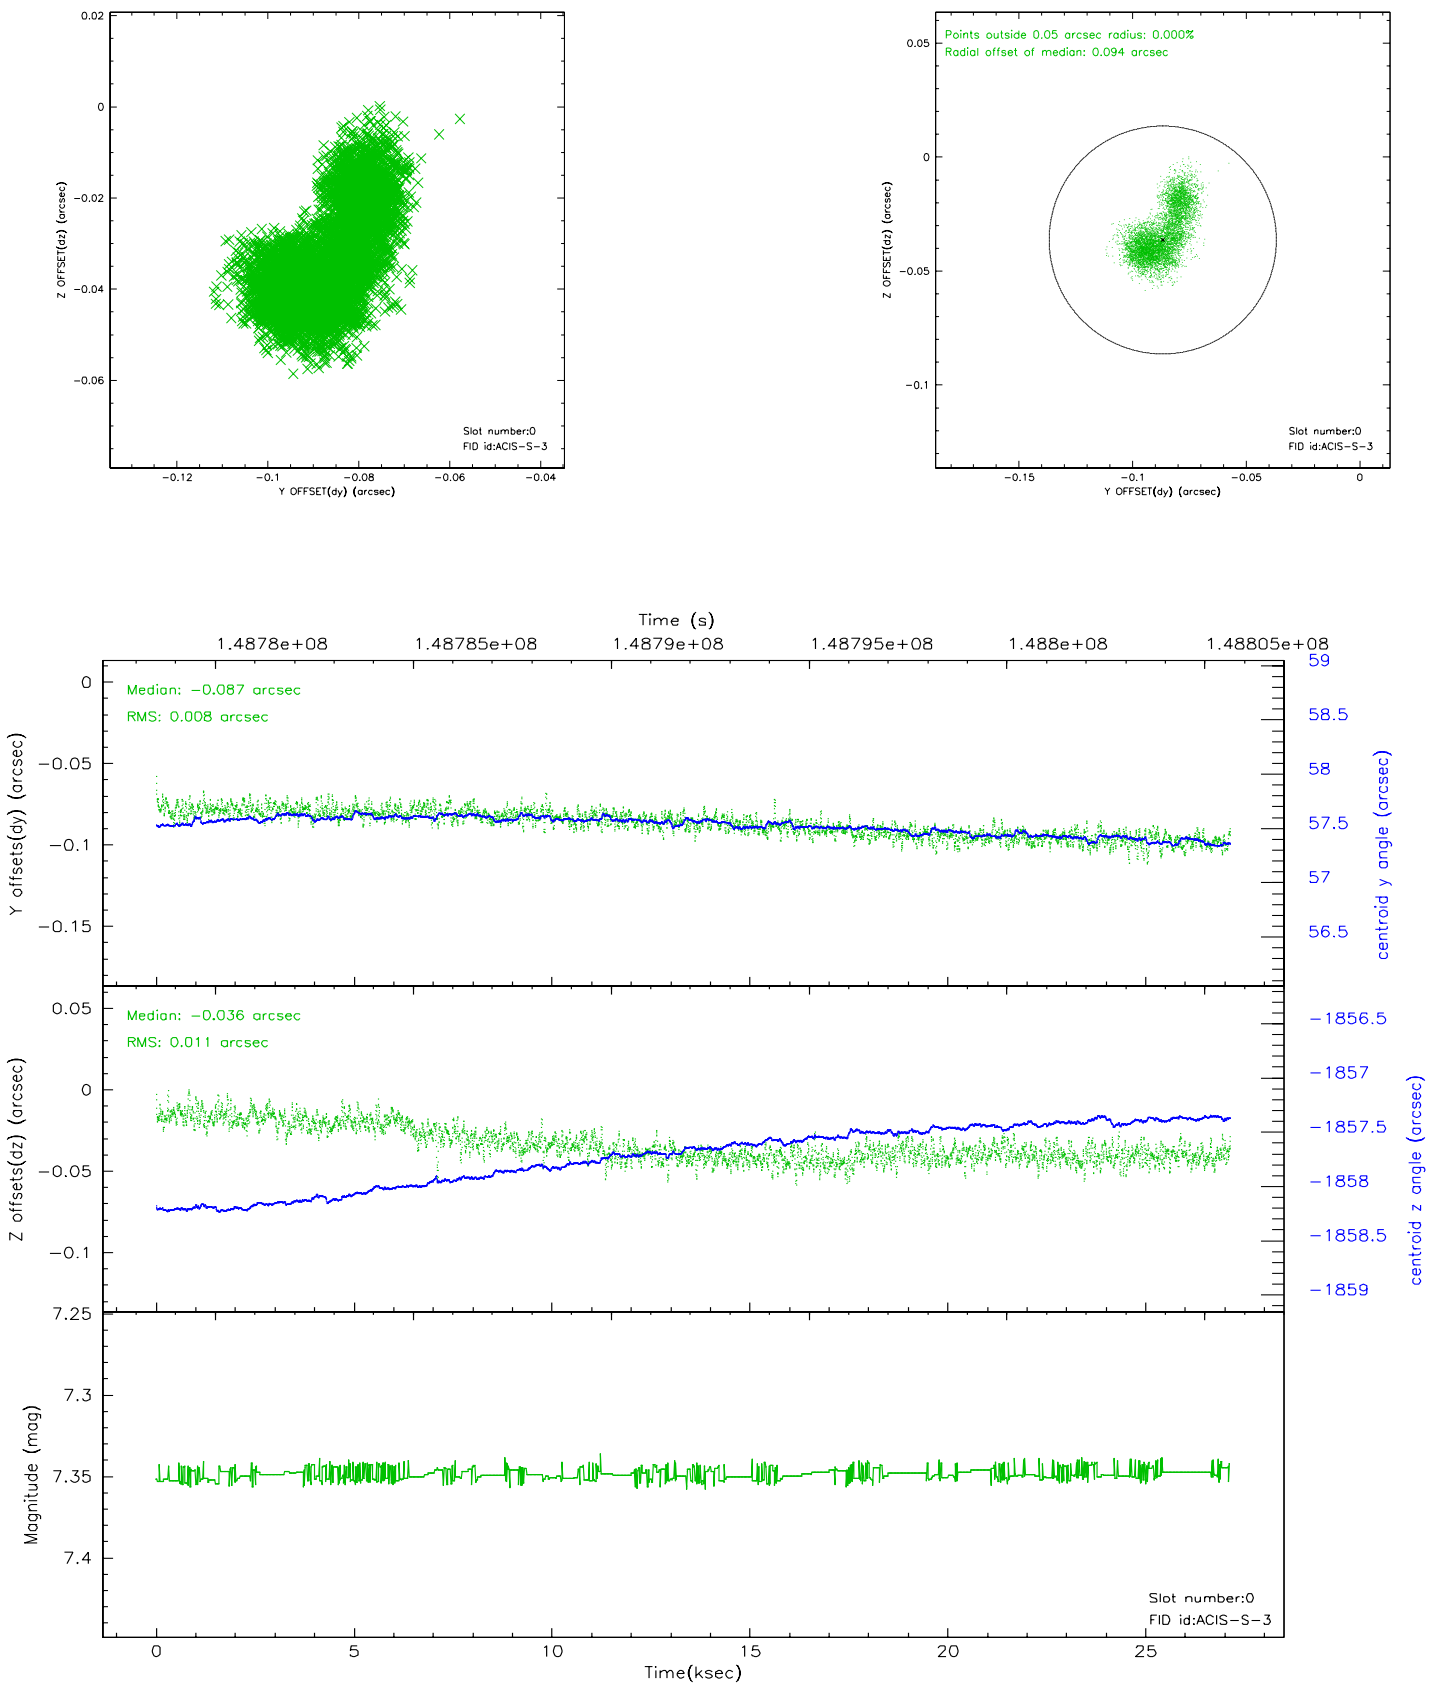 0.02
0
-0.02
-0.04
-0.06
Z OFFSET(dz) (arcsec)
Slot number:0
FID id:ACIS-S-3
-0.12
-0.1
-0.08
-0.06
-0.04
Y OFFSET(dy) (arcsec)
Points outside 0.05 arcsec radius: 0.000%
Radial offset of median: 0.094 arcsec
0.05
0
-0.05
-0.1
Z OFFSET(dz) (arcsec)
Slot number:0
FID id:ACIS-S-3
-0.15
-0.1
-0.05
0
Y OFFSET(dy) (arcsec)
Time (s)
1.4878e+08
1.48785e+08
1.4879e+08
1.48795e+08
1.488e+08
1.48805e+08
Median: -0.087 arcsec
RMS: 0.008 arcsec
0
-0.05
-0.1
-0.15
Y offsets(dy) (arcsec)
59
58.5
58
57.5
57
56.5
centroid y angle (arcsec)
Median: -0.036 arcsec
RMS: 0.011 arcsec
0.05
0
-0.05
-0.1
Z offsets(dz) (arcsec)
-1856.5
-1857
-1857.5
-1858
-1858.5
-1859
centroid z angle (arcsec)
7.25
7.3
7.35
7.4
Magnitude (mag)
Slot number:0
FID id:ACIS-S-3
0
5
10
15
20
25
Time(ksec)